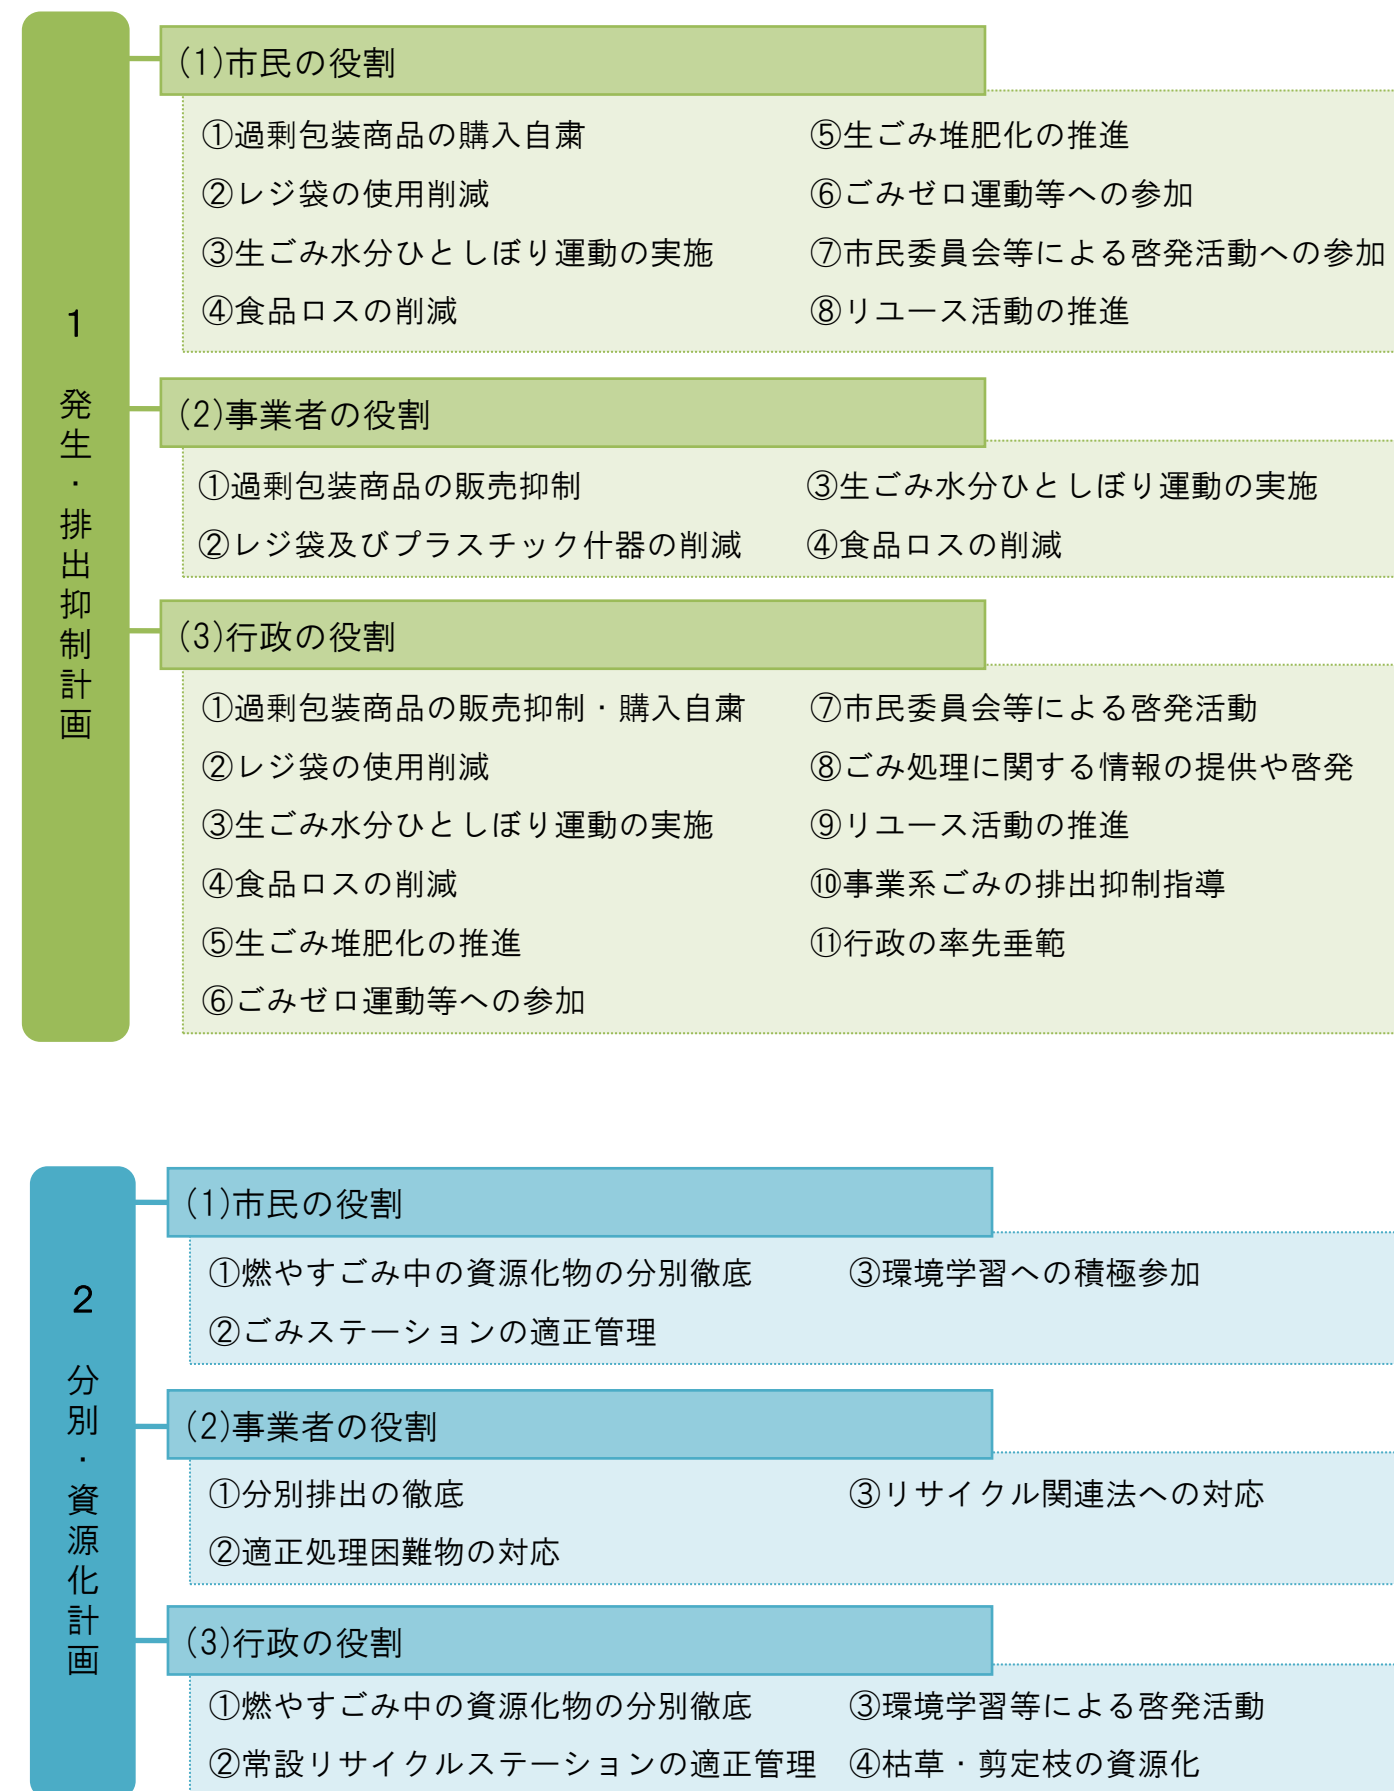 1 発生・排出抑制計画
(1)市民の役割
①過剰包装商品の購入自粛
②レジ袋の使用削減
③生ごみ水分ひとしぼり運動の実施
④食品ロスの削減
⑤生ごみ堆肥化の推進
⑥ごみゼロ運動等への参加
⑦市民委員会等による啓発活動への参加
⑧リユース活動の推進
(2)事業者の役割
①過剰包装商品の販売抑制
②レジ袋及びプラスチック什器の削減
③生ごみ水分ひとしぼり運動の実施
④食品ロスの削減
(3)行政の役割
①過剰包装商品の販売抑制・購入自粛
②レジ袋の使用削減
③生ごみ水分ひとしぼり運動の実施
④食品ロスの削減
⑤生ごみ堆肥化の推進
⑥ごみゼロ運動等への参加
⑦市民委員会等による啓発活動
⑧ごみ処理に関する情報の提供や啓発
⑨リユース活動の推進
⑩事業系ごみの排出抑制指導
⑪行政の率先垂範
2 分別・資源化計画
(1)市民の役割
①燃やすごみ中の資源化物の分別徹底
②ごみステーションの適正管理
③環境学習への積極参加
(2)事業者の役割
①分別排出の徹底
②適正処理困難物の対応
③リサイクル関連法への対応
(3)行政の役割
①燃やすごみ中の資源化物の分別徹底
②常設リサイクルステーションの適正管理
③環境学習等による啓発活動
④枯草・剪定枝の資源化